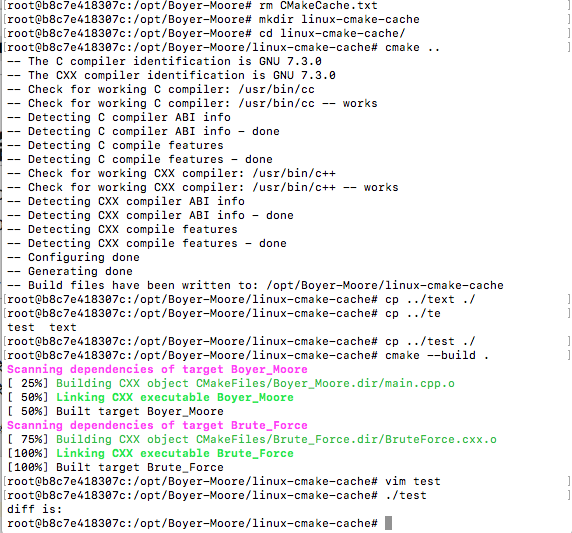 [root@b8c7e418307c:/opt/Boyer-Moore# rm CMakeCache.txt ]
[root@b8c7e418307c:/opt/Boyer-Moore# mkdir linux-cmake-cache ]
[root@b8c7e418307c:/opt/Boyer-Moore# cd linux-cmake-cache/ ]
[root@b8c7e418307c:/opt/Boyer-Moore/linux-cmake-cache# cmake .. ]
-- The C compiler identification is GNU 7.3.0
-- The CXX compiler identification is GNU 7.3.0
-- Check for working C compiler: /usr/bin/cc
-- Check for working C compiler: /usr/bin/cc -- works
-- Detecting C compiler ABI info
-- Detecting C compiler ABI info - done
-- Detecting C compile features
-- Detecting C compile features - done
-- Check for working CXX compiler: /usr/bin/c++
-- Check for working CXX compiler: /usr/bin/c++ -- works
-- Detecting CXX compiler ABI info
-- Detecting CXX compiler ABI info - done
-- Detecting CXX compile features
-- Detecting CXX compile features - done
-- Configuring done
-- Generating done
-- Build files have been written to: /opt/Boyer-Moore/linux-cmake-cache
[root@b8c7e418307c:/opt/Boyer-Moore/linux-cmake-cache# cp ../text ./ ]
[root@b8c7e418307c:/opt/Boyer-Moore/linux-cmake-cache# cp ../te ]
test text
[root@b8c7e418307c:/opt/Boyer-Moore/linux-cmake-cache# cp ../test ./ ]
[root@b8c7e418307c:/opt/Boyer-Moore/linux-cmake-cache# cmake --build . ]
Scanning dependencies of target Boyer_Moore
[ 25%] Building CXX object CMakeFiles/Boyer_Moore.dir/main.cpp.o
[ 50%] Linking CXX executable Boyer_Moore
[ 50%] Built target Boyer_Moore
Scanning dependencies of target Brute_Force
[ 75%] Building CXX object CMakeFiles/Brute_Force.dir/BruteForce.cxx.o
[100%] Linking CXX executable Brute_Force
[100%] Built target Brute_Force
[root@b8c7e418307c:/opt/Boyer-Moore/linux-cmake-cache# vim test ]
[root@b8c7e418307c:/opt/Boyer-Moore/linux-cmake-cache# ./test ]
diff is:
root@b8c7e418307c:/opt/Boyer-Moore/linux-cmake-cache#